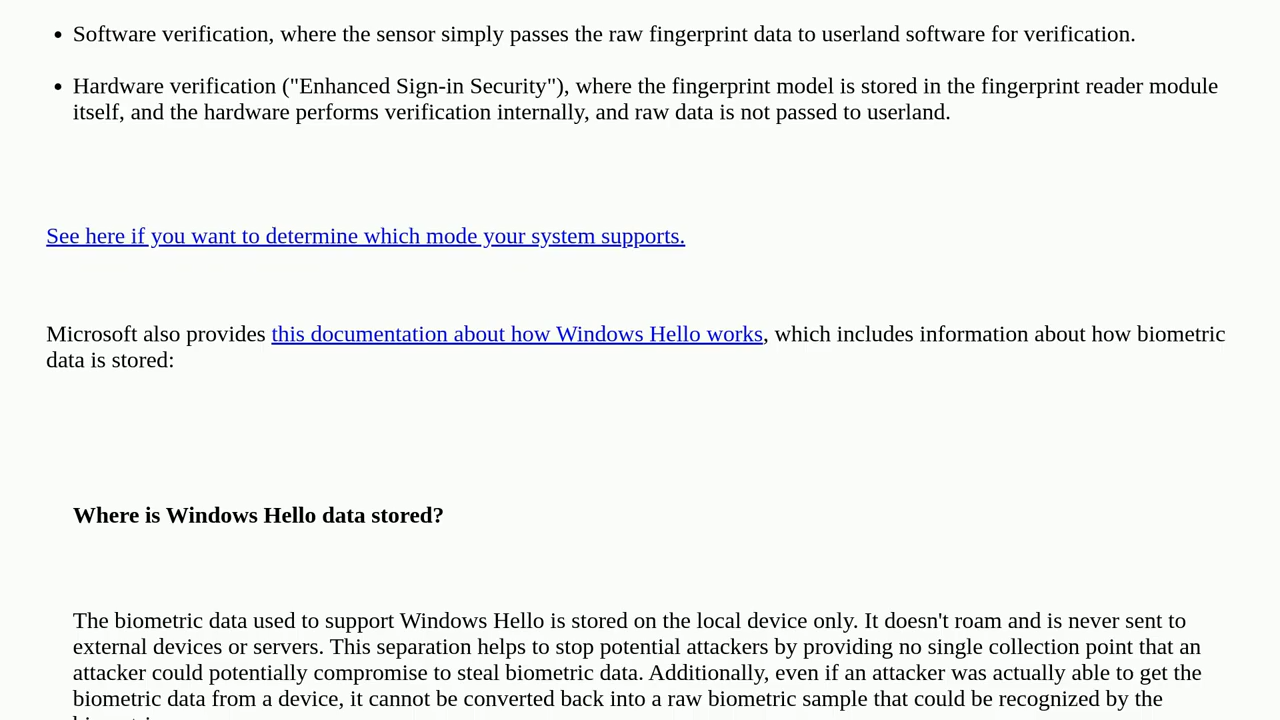 Software verification, where the sensor simply passes the raw fingerprint data to userland software for verification.
Hardware verification ("Enhanced Sign-in Security"), where the fingerprint model is stored in the fingerprint reader module
itself, and the hardware performs verification internally, and raw data is not passed to userland.
See here if you want to determine which mode your system supports.
Microsoft also provides this documentation about how Windows Hello works, which includes information about how biometric
data is stored:
Where is Windows Hello data stored?
The biometric data used to support Windows Hello is stored on the local device only. It doesn't roam and is never sent to
external devices or servers. This separation helps to stop potential attackers by providing no single collection point that an
attacker could potentially compromise to steal biometric data. Additionally, even if an attacker was actually able to get the
biometric data from a device, it cannot be converted back into a raw biometric sample that could be recognized by the